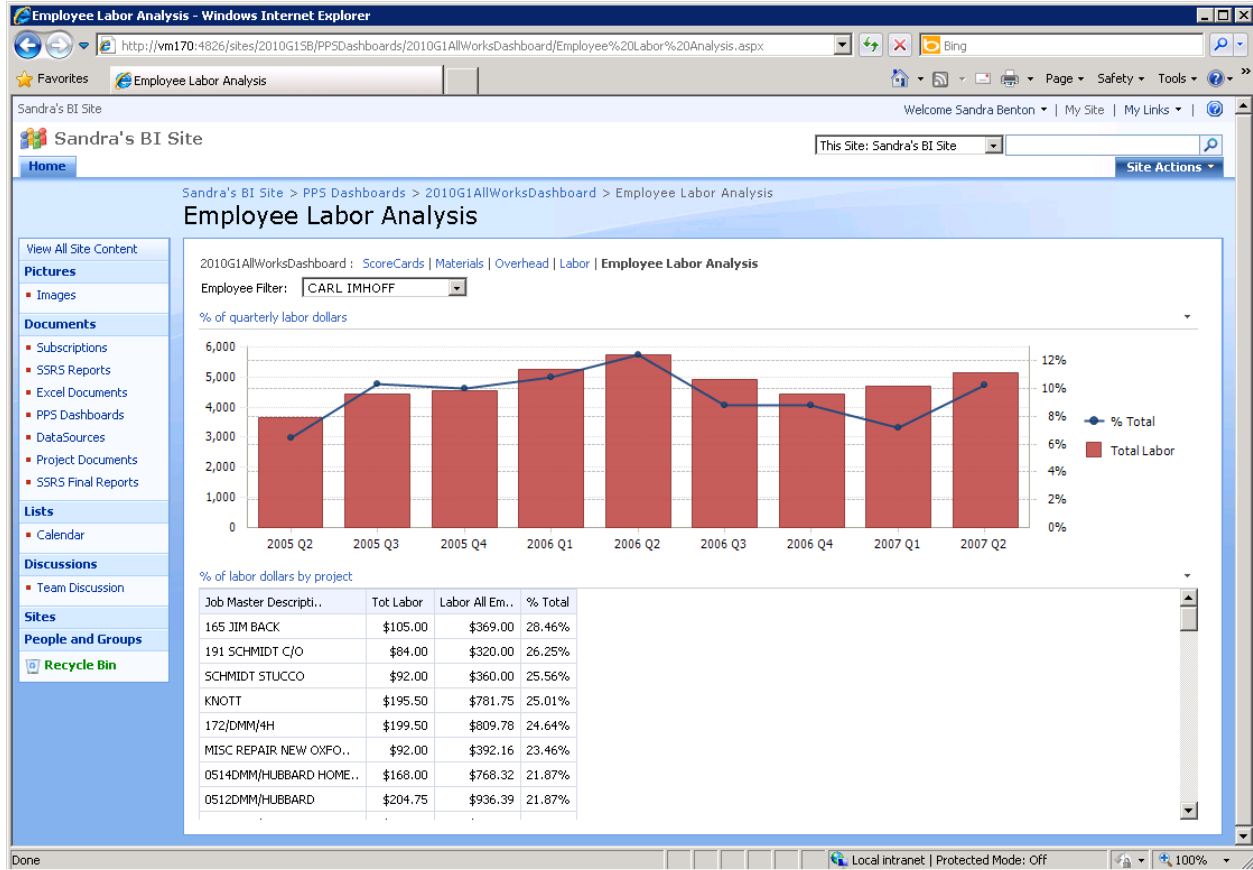 Employee Labor Analysis - Windows Internet Explorer
http://vm170:4826/sites/2010G1SB/PPSDashboards/2010G1AllWorksDashboard/Employee%20Labor%20Analysis.aspx
Bing
Favorites
Employee Labor Analysis
Page
Safety
Tools
Sandra's BI Site
Welcome Sandra Benton | My Site | My Links |
Sandra's BI Site
This Site: Sandra's BI Site
Home
Site Actions
Sandra's BI Site > PPS Dashboards > 2010G1AllWorksDashboard > Employee Labor Analysis
Employee Labor Analysis
View All Site Content
Pictures
Images
Documents
Subscriptions
SSRS Reports
Excel Documents
PPS Dashboards
DataSources
Project Documents
SSRS Final Reports
Lists
Calendar
Discussions
Team Discussion
Sites
People and Groups
Recycle Bin
2010G1AllWorksDashboard : ScoreCards | Materials | Overhead | Labor | Employee Labor Analysis
Employee Filter: CARL IMHOFF
% of quarterly labor dollars
6,000
5,000
4,000
3,000
2,000
1,000
0
12%
10%
8%
6%
4%
2%
0%
% Total
Total Labor
2005 Q2 2005 Q3 2005 Q4 2006 Q1 2006 Q2 2006 Q3 2006 Q4 2007 Q1 2007 Q2
% of labor dollars by project
Job Master Descripti.. Tot Labor Labor All Em.. % Total
165 JIM BACK $105.00 $369.00 28.46%
191 SCHMIDT C/O $84.00 $320.00 26.25%
SCHMIDT STUCCO $92.00 $360.00 25.56%
KNOTT $195.50 $781.75 25.01%
172/DMM/4H $199.50 $809.78 24.64%
MISC REPAIR NEW OXFO.. $92.00 $392.16 23.46%
0514DMM/HUBBARD HOME.. $168.00 $768.32 21.87%
0512DMM/HUBBARD $204.75 $936.39 21.87%
Done
Local intranet | Protected Mode: Off
100%